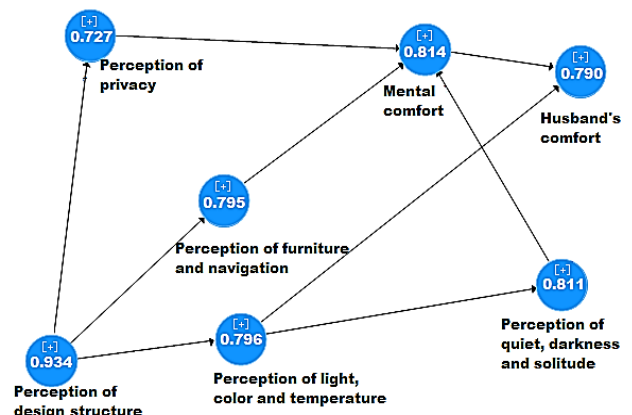 [+]
0.727
Perception of
privacy
[+]
0.814
Mental
comfort
[+]
0.790
Husband's
comfort
[+]
0.795
Perception of furniture
and navigation
[+]
0.811
Perception of
quiet, darkness
and solitude
[+]
0.796
Perception of light,
color and temperature
[+]
0.934
Perception of
design structure